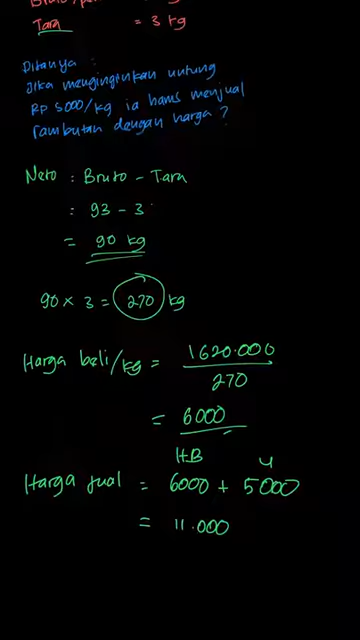 Bruto/
Tara = 3 kg
Ditanya :
Jika menginginkan untung
RP 5000/kg ia harus menjual
rambutan dengan harga ?
Neto : Bruto - Tara
= 93 - 3
= 90 kg
90 x 3 = 270 kg
Harga beli/kg = 1620.000
270
= 6000
HB U
Harga jual = 6000 + 5000
= 11.000